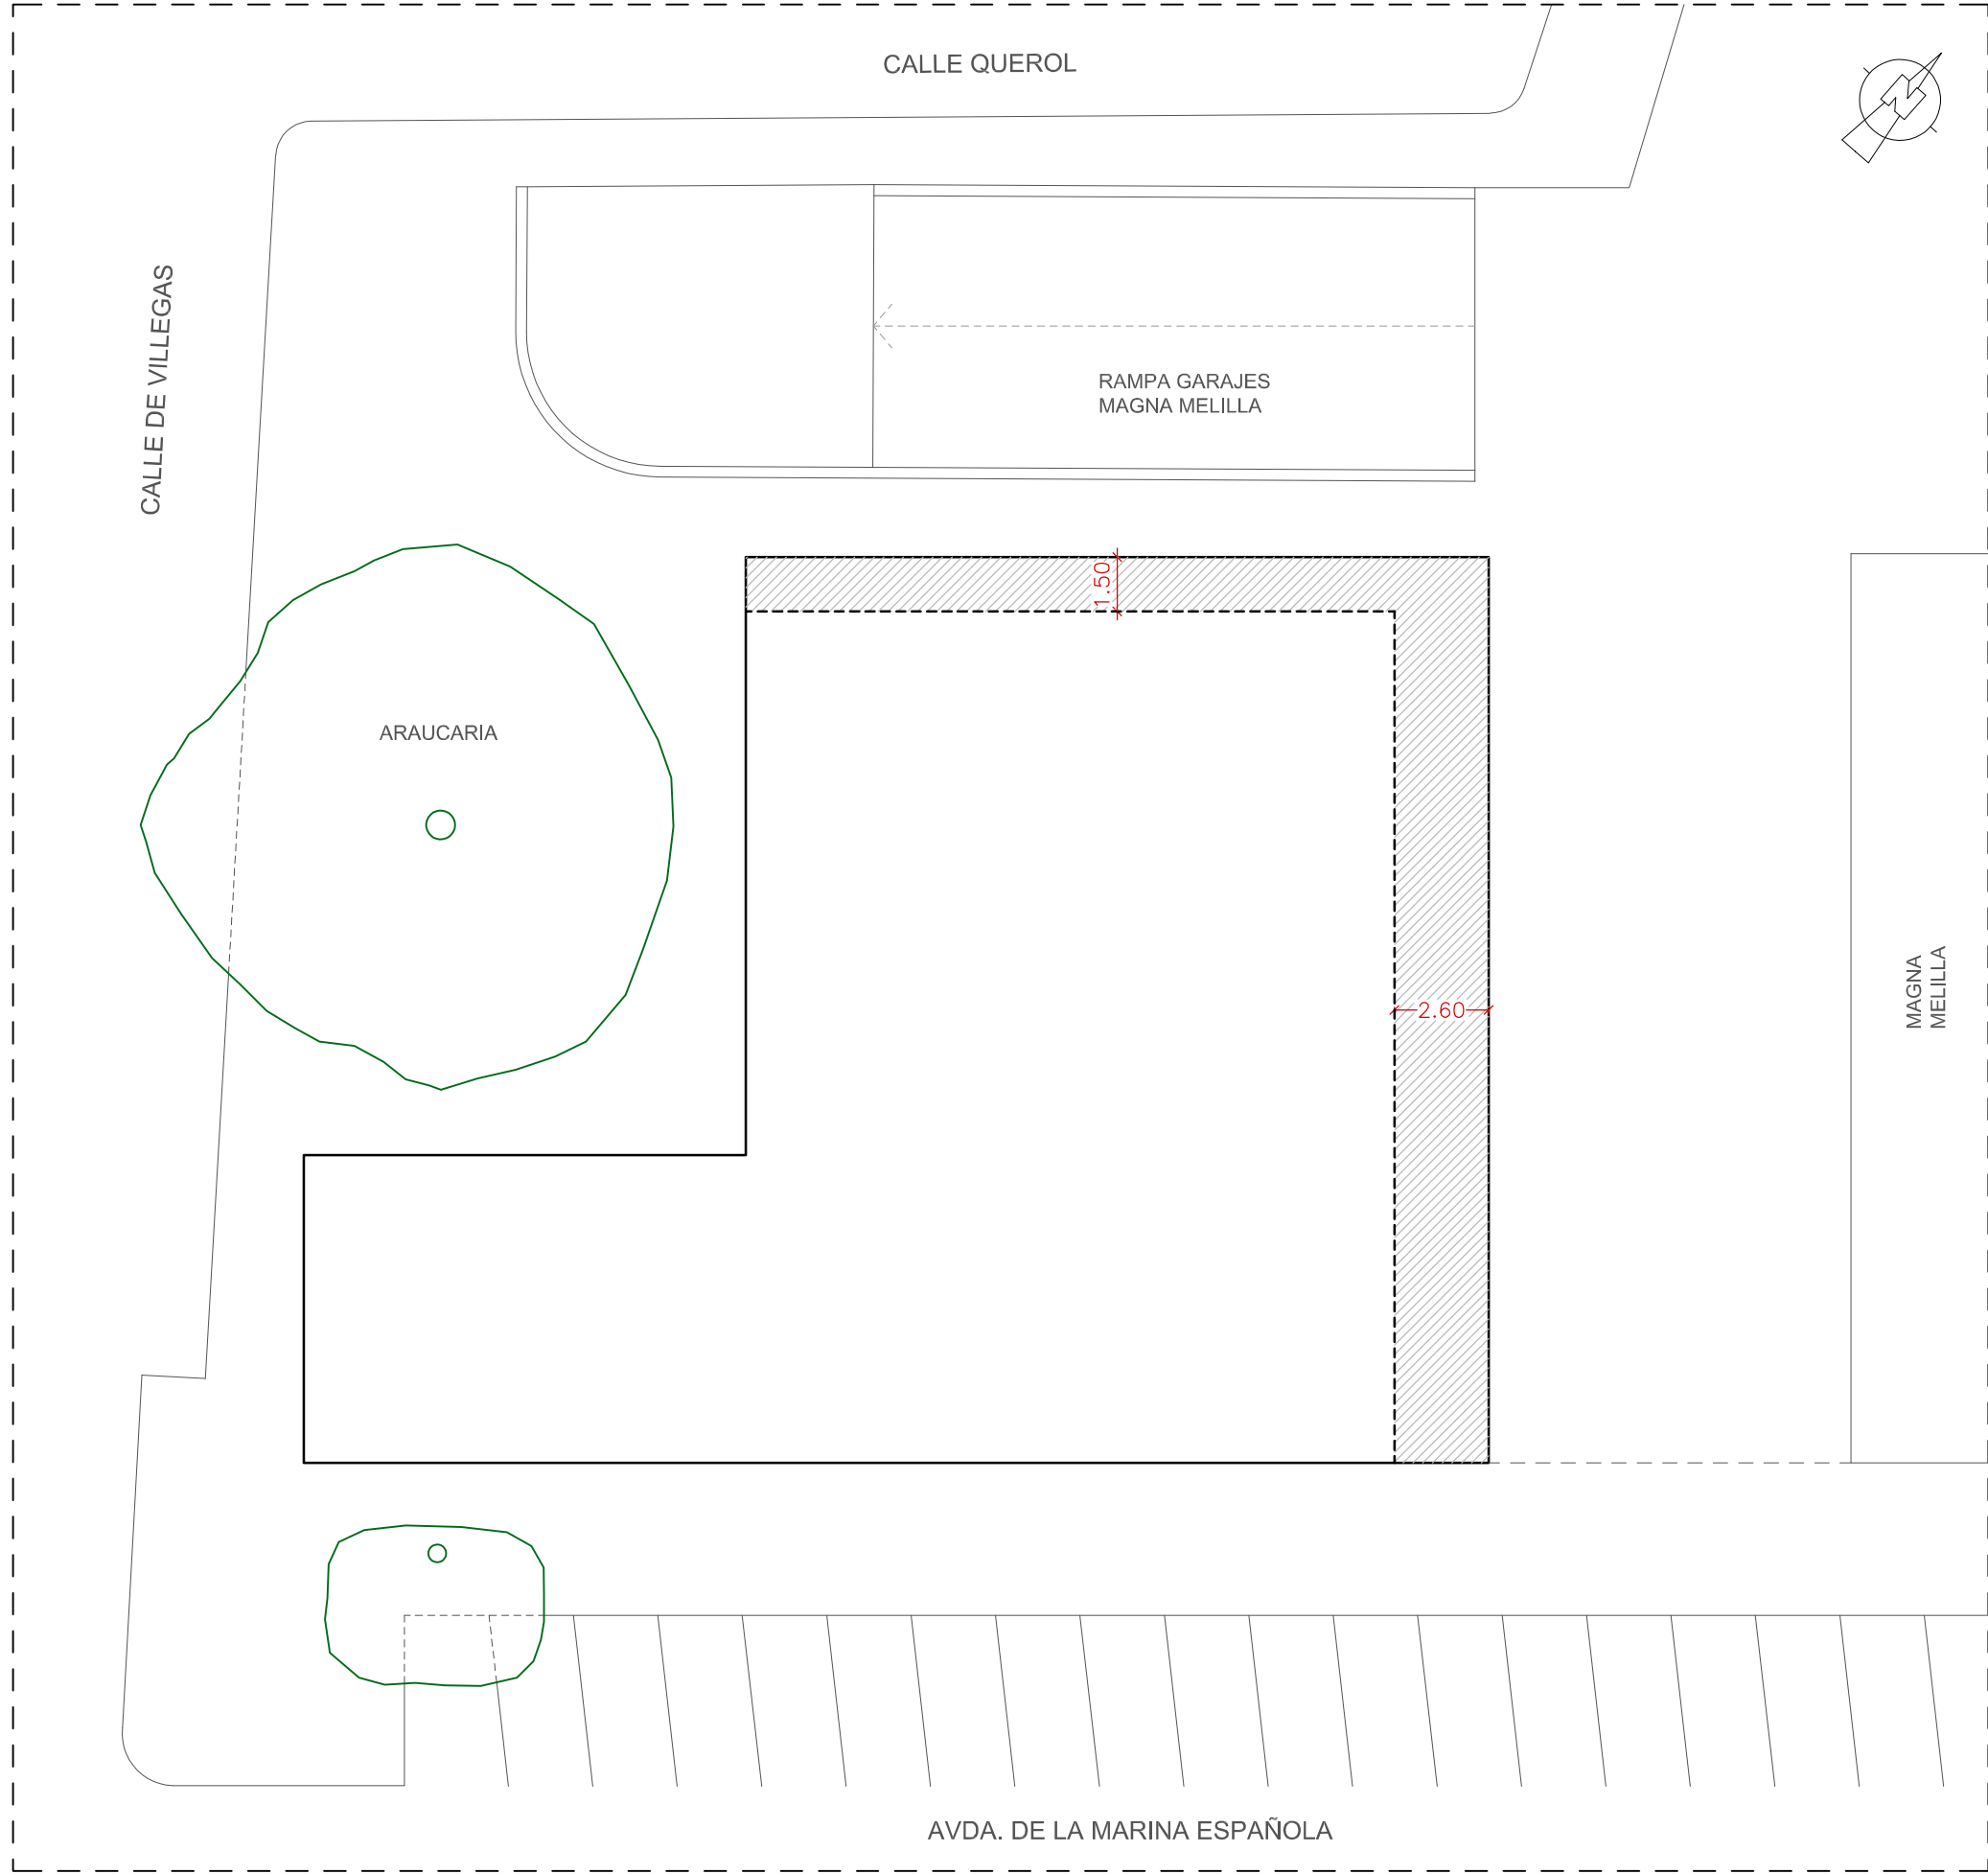 CALLE QUEROL
N
CALLE DE VILLEGAS
RAMPA GARAJES
MAGNA MELILLA
1.50
ARAUCARIA
2.60
MAGNA
MELILLA
AVDA. DE LA MARINA ESPAÑOLA